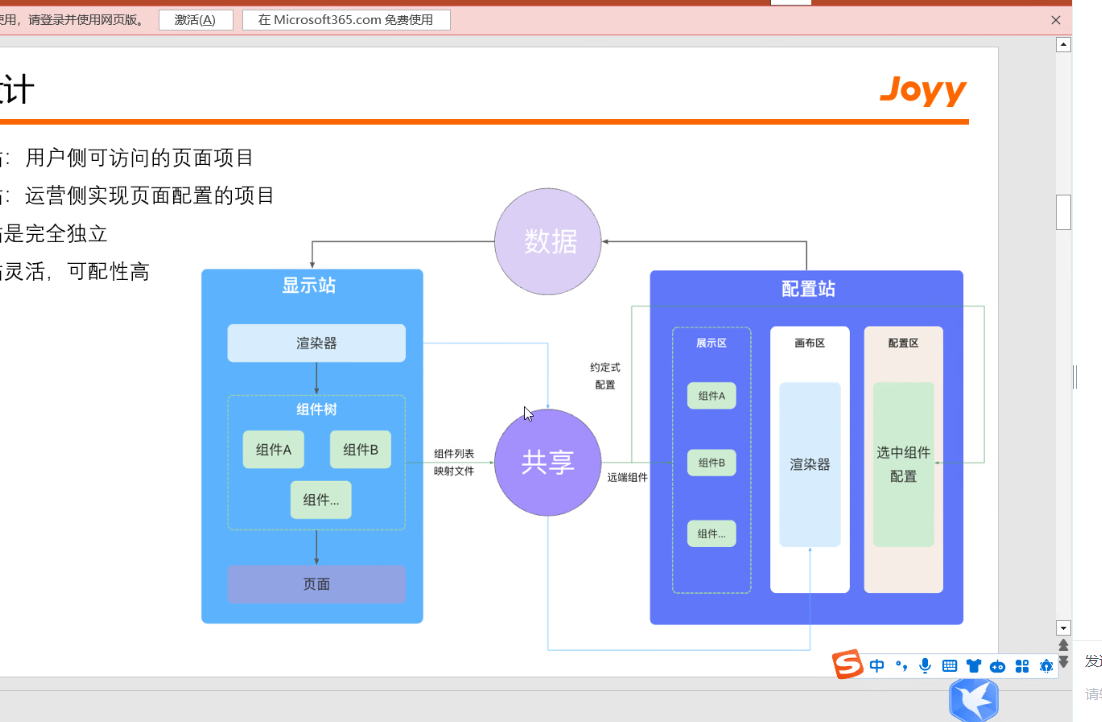 使用，请登录并使用网页版。 激活(A) 在 Microsoft365.com 免费使用
设计
Joyy
站：用户侧可访问的页面项目
站：运营侧实现页面配置的项目
站是完全独立
站灵活，可配性高
数据
显示站
渲染器
组件树
组件A 组件B
组件...
页面
组件列表
映射文件
共享
约定式
配置
远端组件
配置站
展示区
组件A
组件B
组件...
画布区
渲染器
配置区
选中组件
配置
中
发送